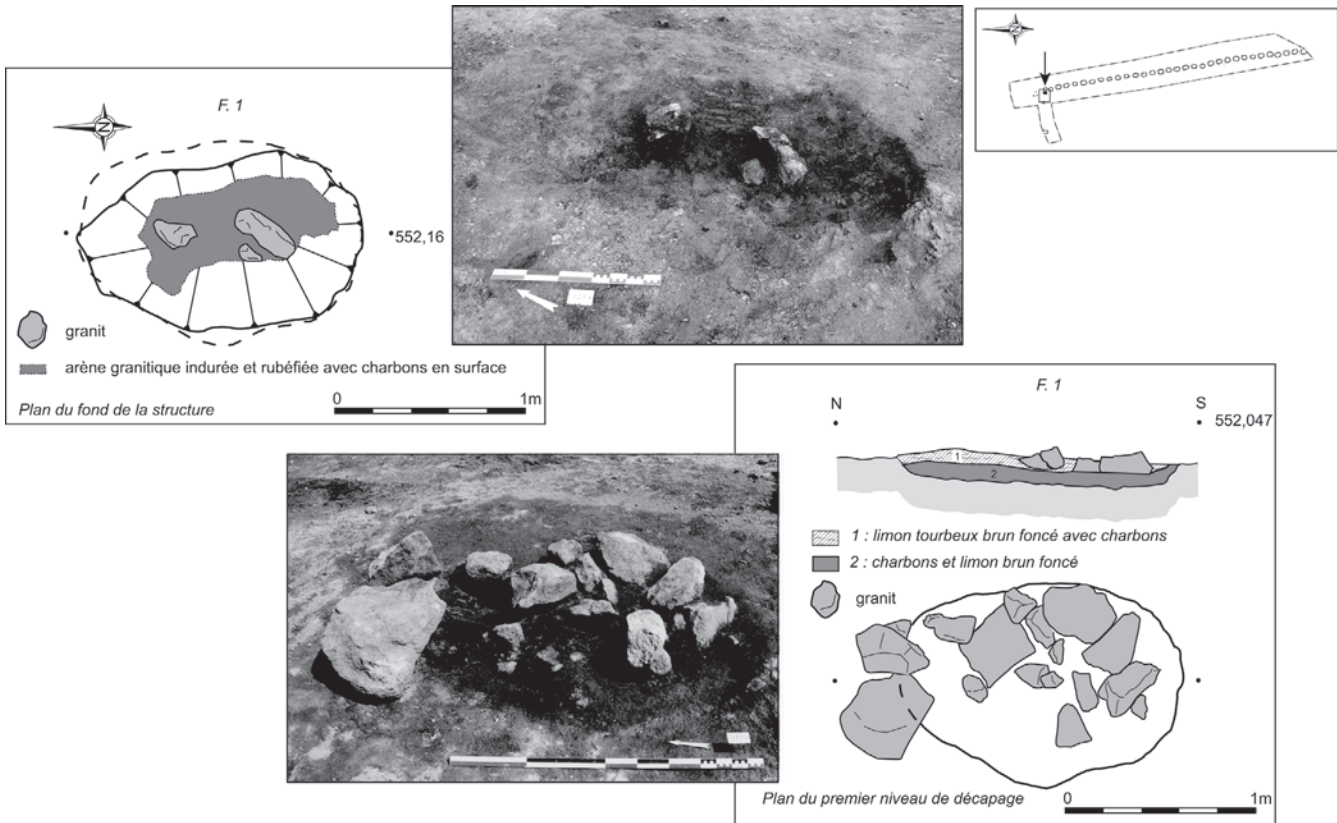 F. 1
N
552,16
granit
arène granitique indurée et rubéfiée avec charbons en surface
Plan du fond de la structure
0 1m
N
F. 1
N S
552,047
1
2
1 : limon tourbeux brun foncé avec charbons
2 : charbons et limon brun foncé
granit
Plan du premier niveau de décapage
0 1m